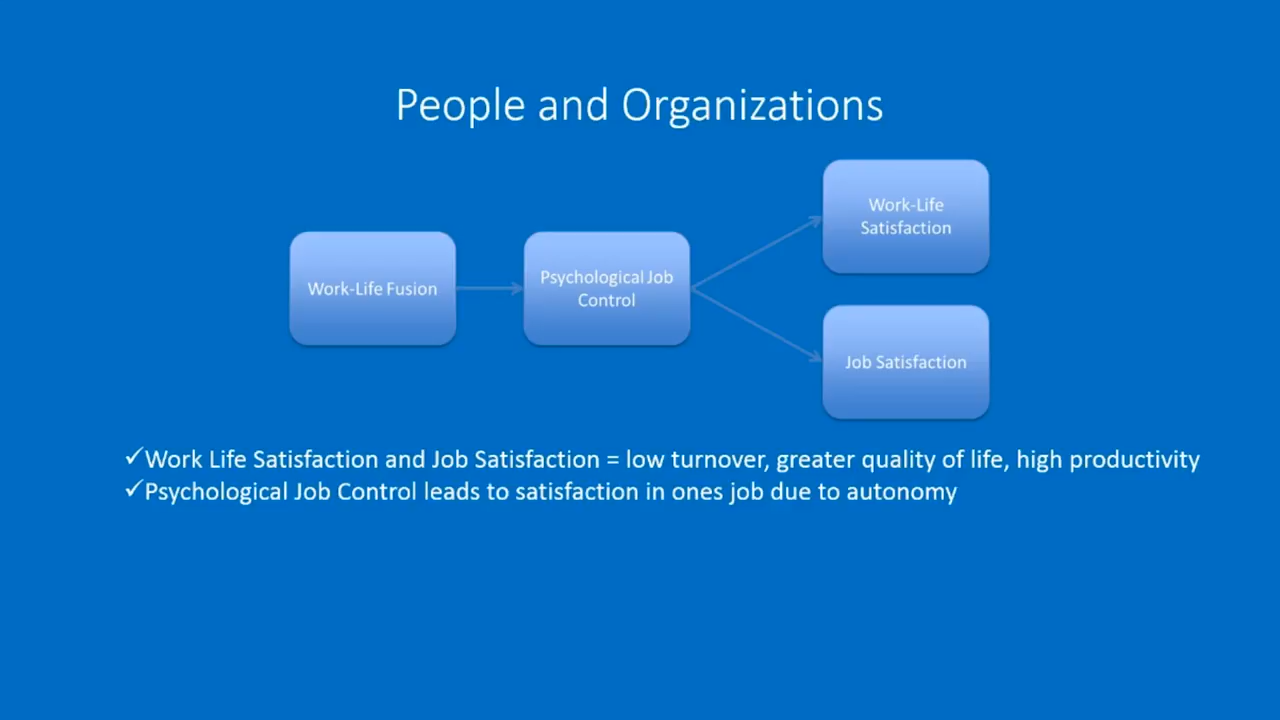 People and Organizations
Work-Life
Satisfaction
Work-Life Fusion
Psychological Job
Control
Job Satisfaction
✓Work Life Satisfaction and Job Satisfaction = low turnover, greater quality of life, high productivity
✓Psychological Job Control leads to satisfaction in ones job due to autonomy